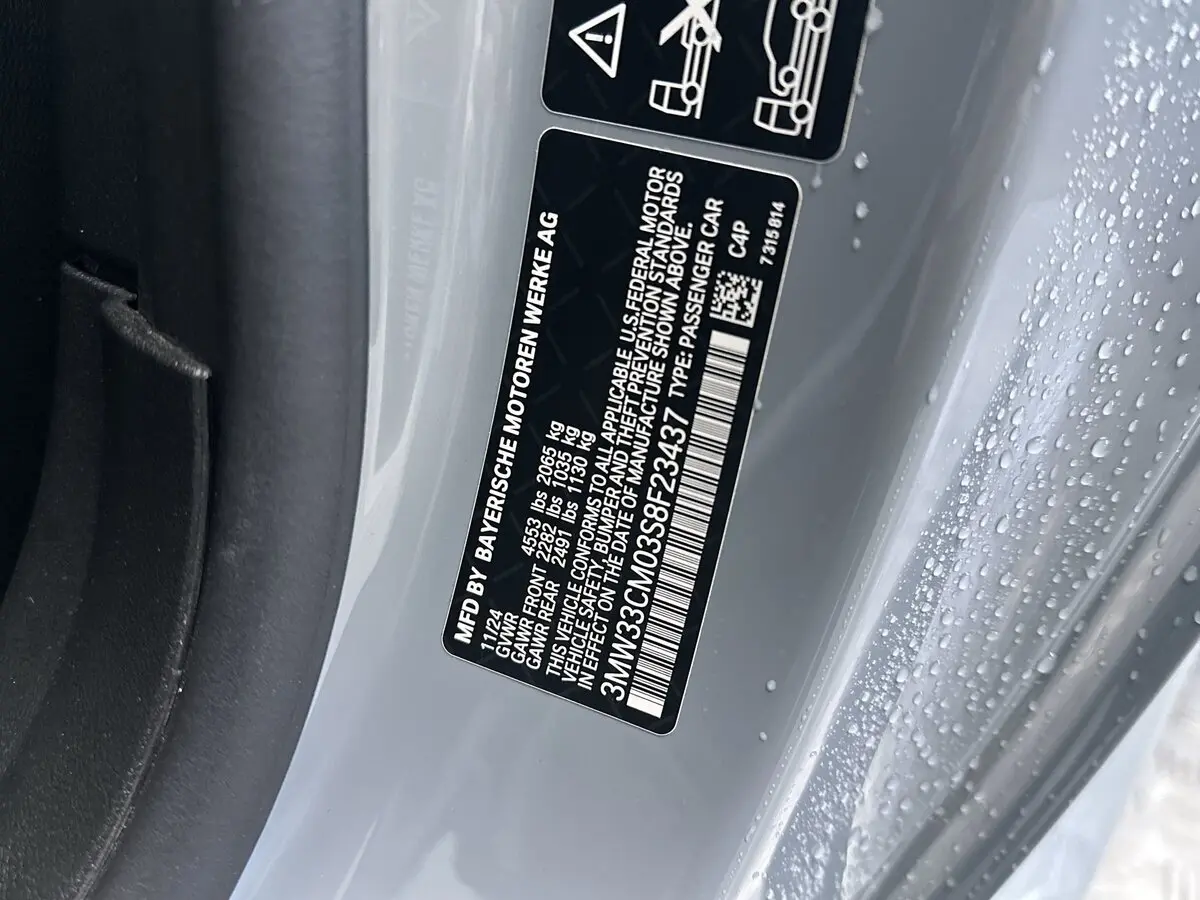 MFD BY BAYERISCHE MOTOREN WERKE AG
11/24
GVWR 4553 lbs 2065 kg
GAWR FRONT 2282 lbs 1035 kg
GAWR REAR 2491 lbs 1130 kg
THIS VEHICLE CONFORMS TO ALL APPLICABLE U.S.FEDERAL MOTOR
VEHICLE SAFETY, BUMPER AND THEFT PREVENTION STANDARDS
IN EFFECT ON THE DATE OF MANUFACTURE SHOWN ABOVE.
3MW33CM03S8F23437 TYPE: PASSENGER CAR
C4P
7 315 814